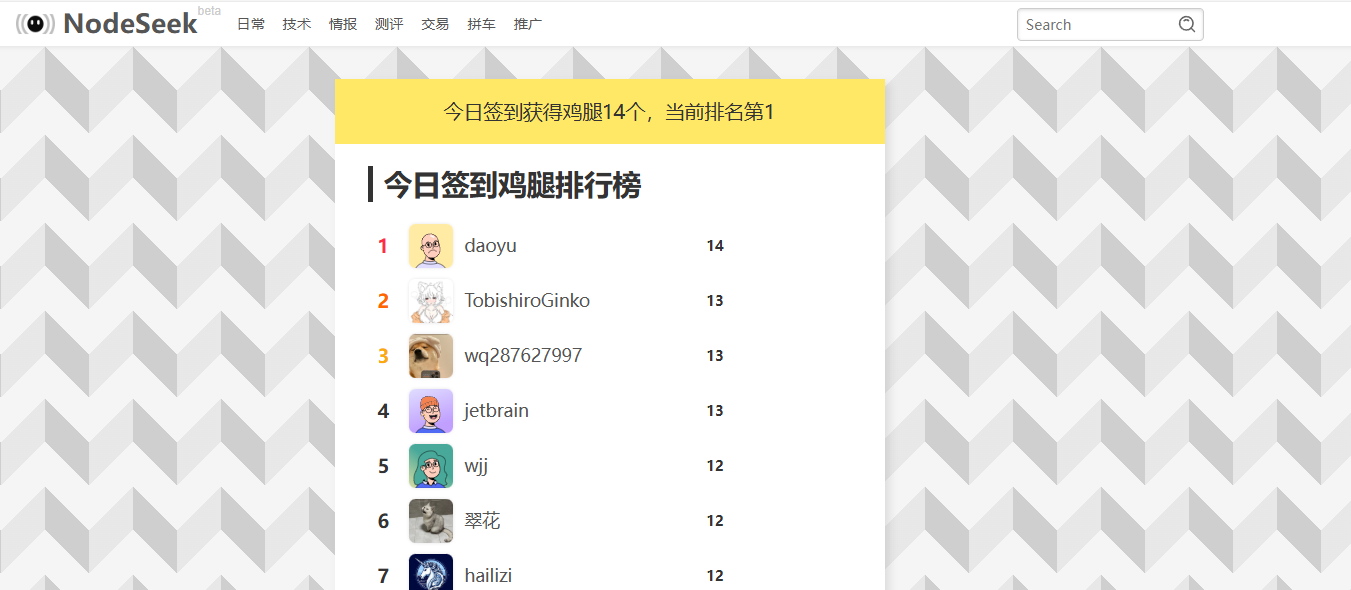 NodeSeek beta 日常 技术 情报 测评 交易 拼车 推广 Search
今日签到获得鸡腿14个，当前排名第1
今日签到鸡腿排行榜
1 daoyu 14
2 TobishiroGinko 13
3 wq287627997 13
4 jetbrain 13
5 wjj 12
6 翠花 12
7 hailizi 12